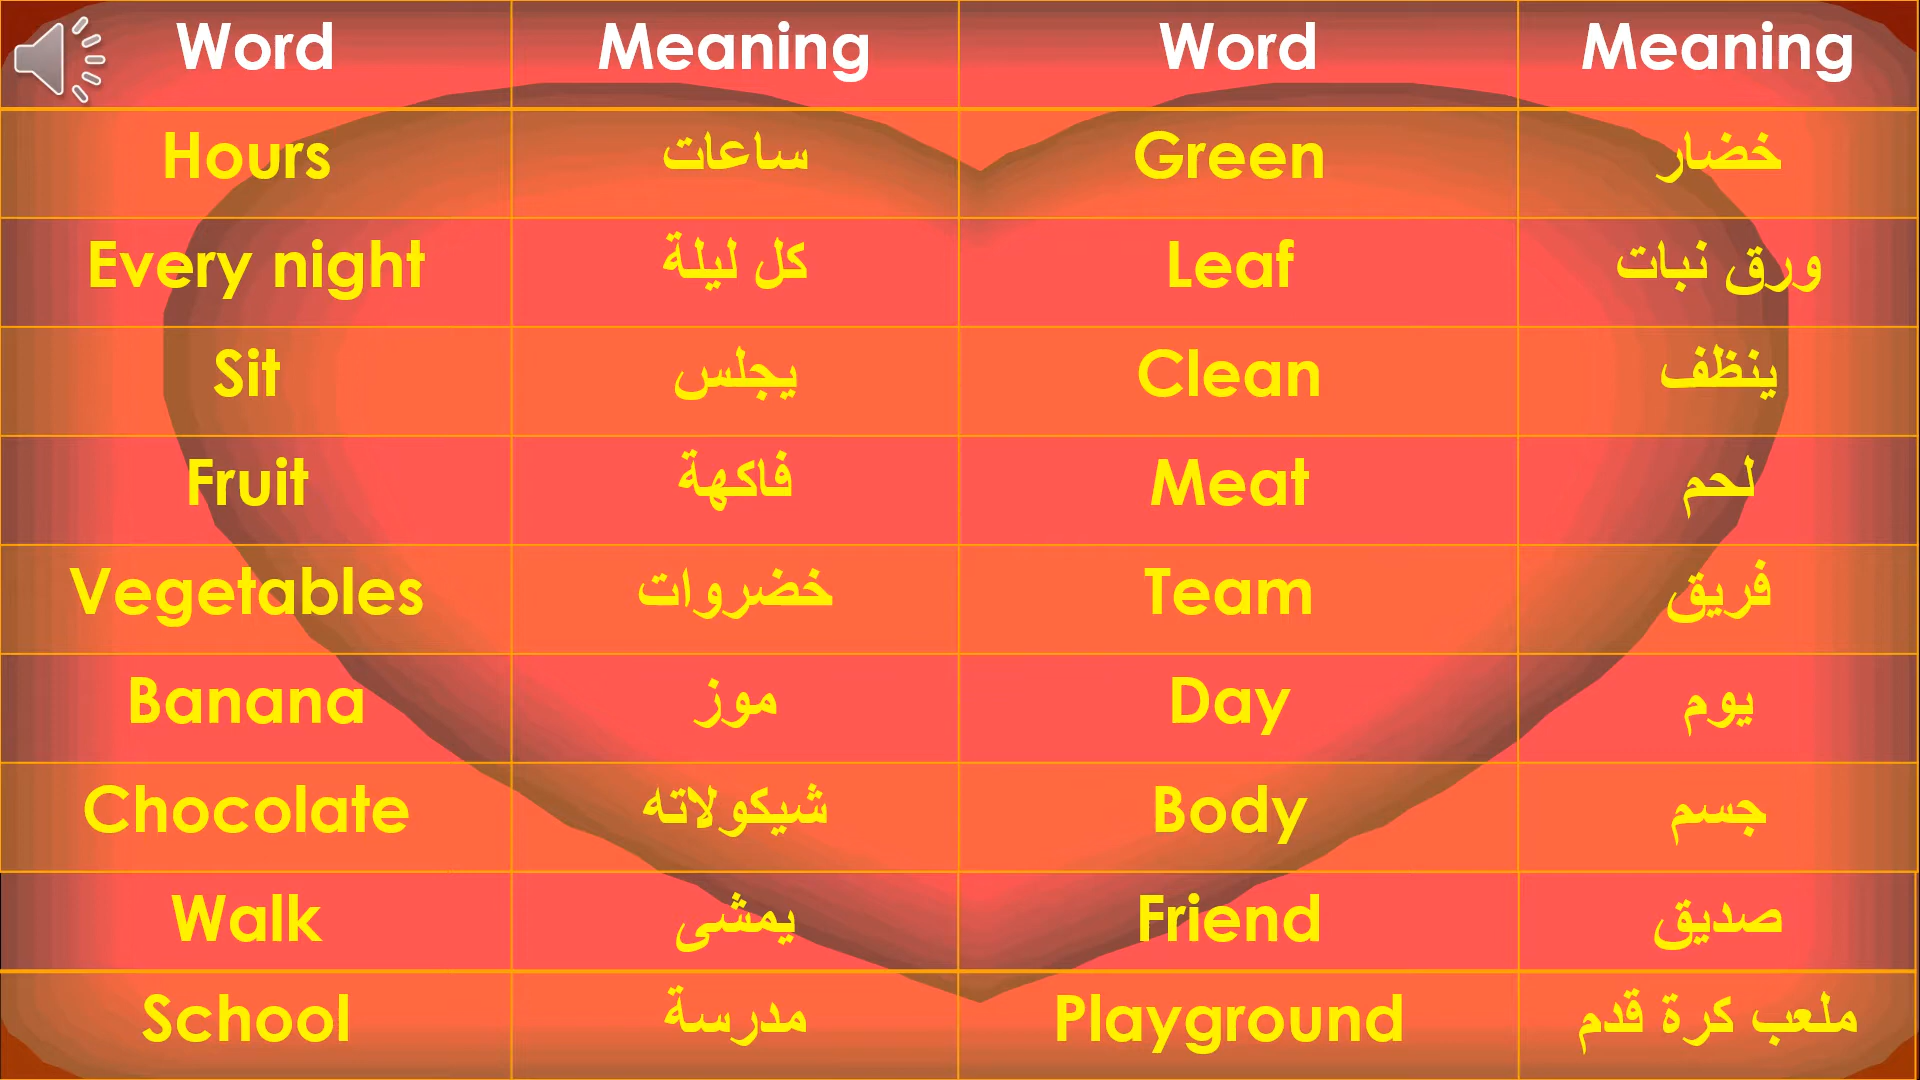 Word Meaning Word Meaning
Hours ساعات Green خضار
Every night كل ليلة Leaf ورق نبات
Sit يجلس Clean ينظف
Fruit فاكهة Meat لحم
Vegetables خضروات Team فريق
Banana موز Day يوم
Chocolate شيكولاته Body جسم
Walk يمشى Friend صديق
School مدرسة Playground ملعب كرة قدم